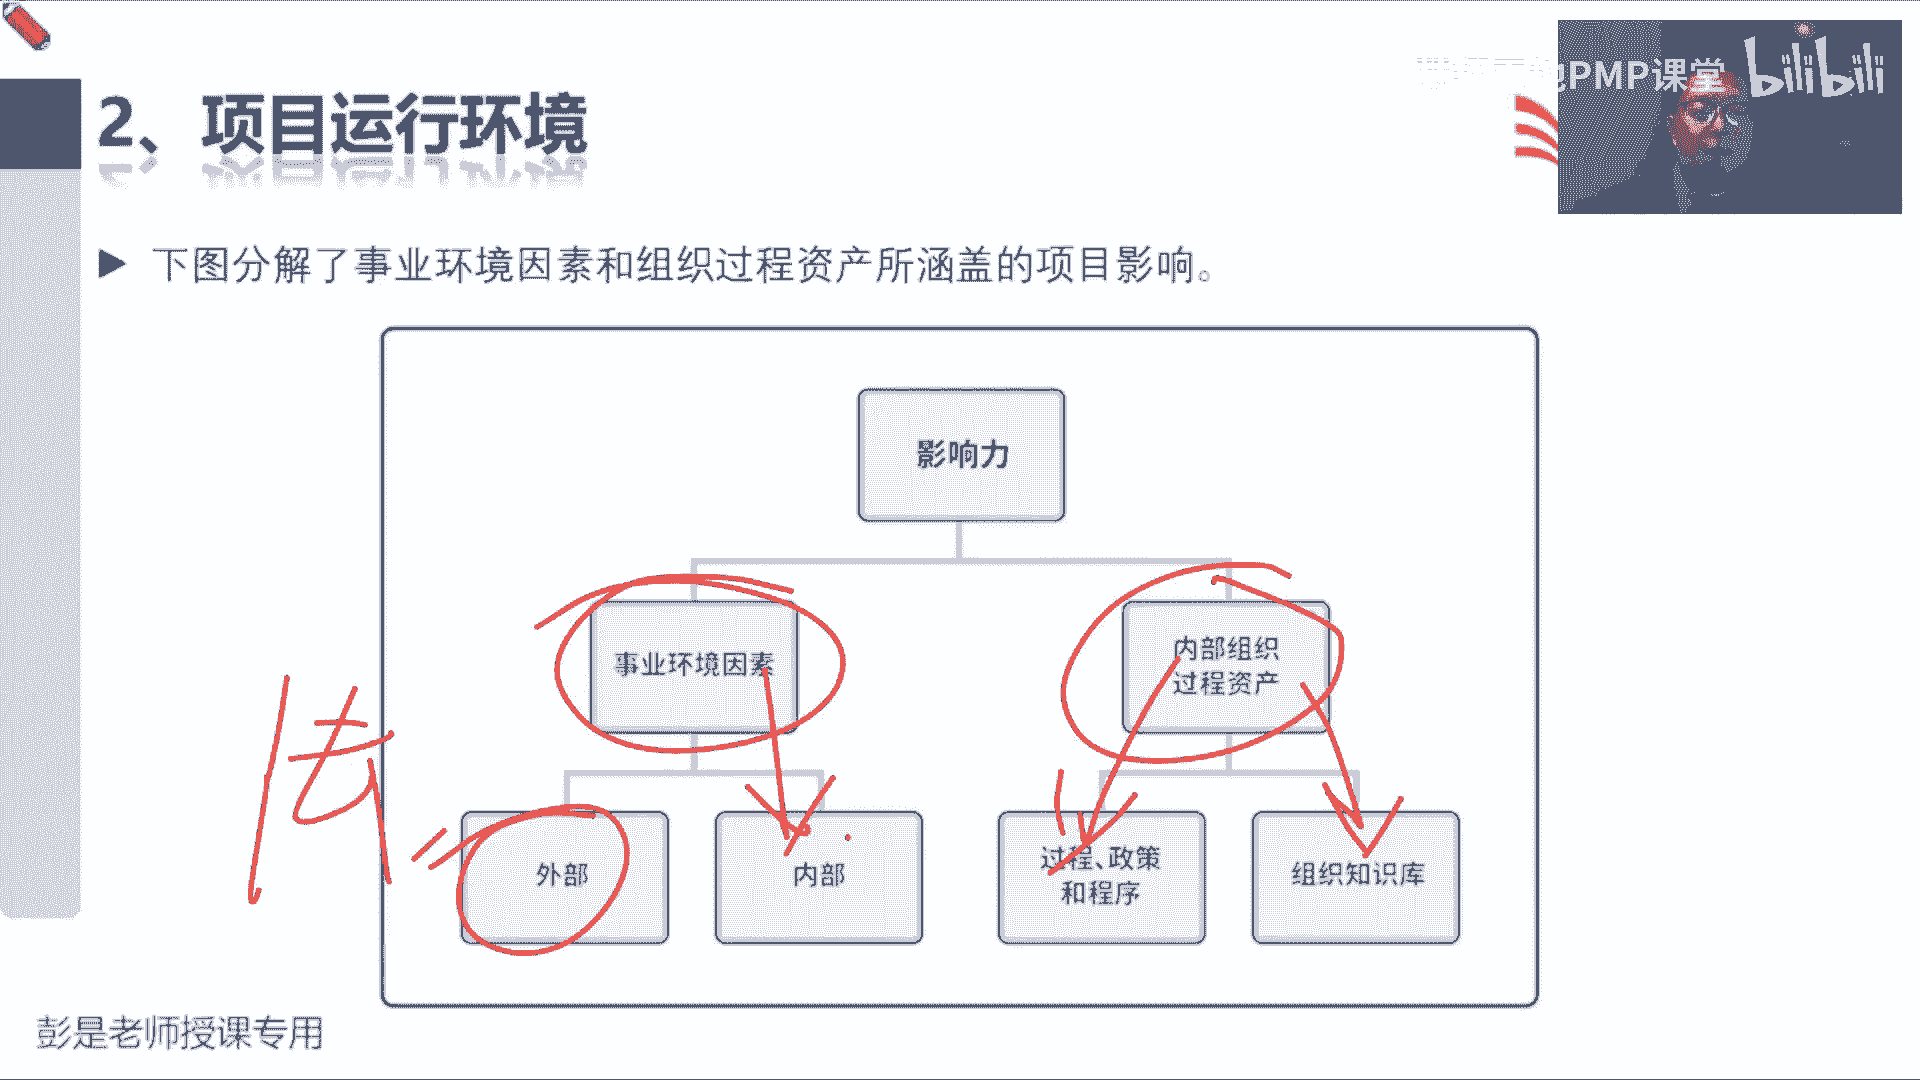 PMP课堂
bilibili
2、项目运行环境
下图分解了事业环境因素和组织过程资产所涵盖的项目影响。
影响力
事业环境因素
内部组织
过程资产
法
外部
内部
过程、政策
和程序
组织知识库
彭是老师授课专用